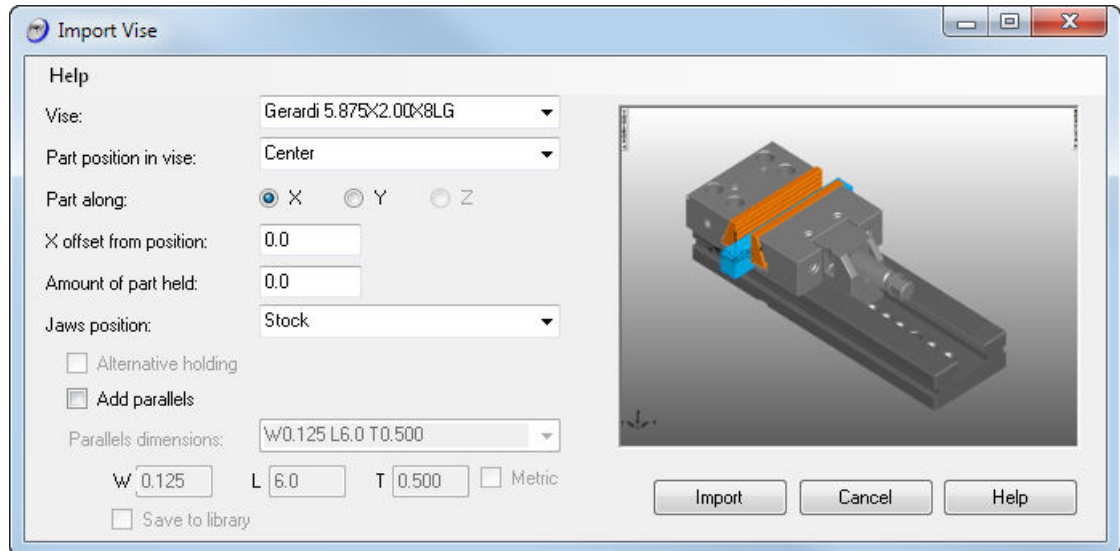 Import Vise
Help
Vise: Gerardi 5.875X2.00X8LG
Part position in vise: Center
Part along: X Y Z
X offset from position: 0.0
Amount of part held: 0.0
Jaws position: Stock
Alternative holding
Add parallels
Parallels dimensions: W0.125 L6.0 T0.500
W 0.125 L 6.0 T 0.500 Metric
Save to library
Import Cancel Help